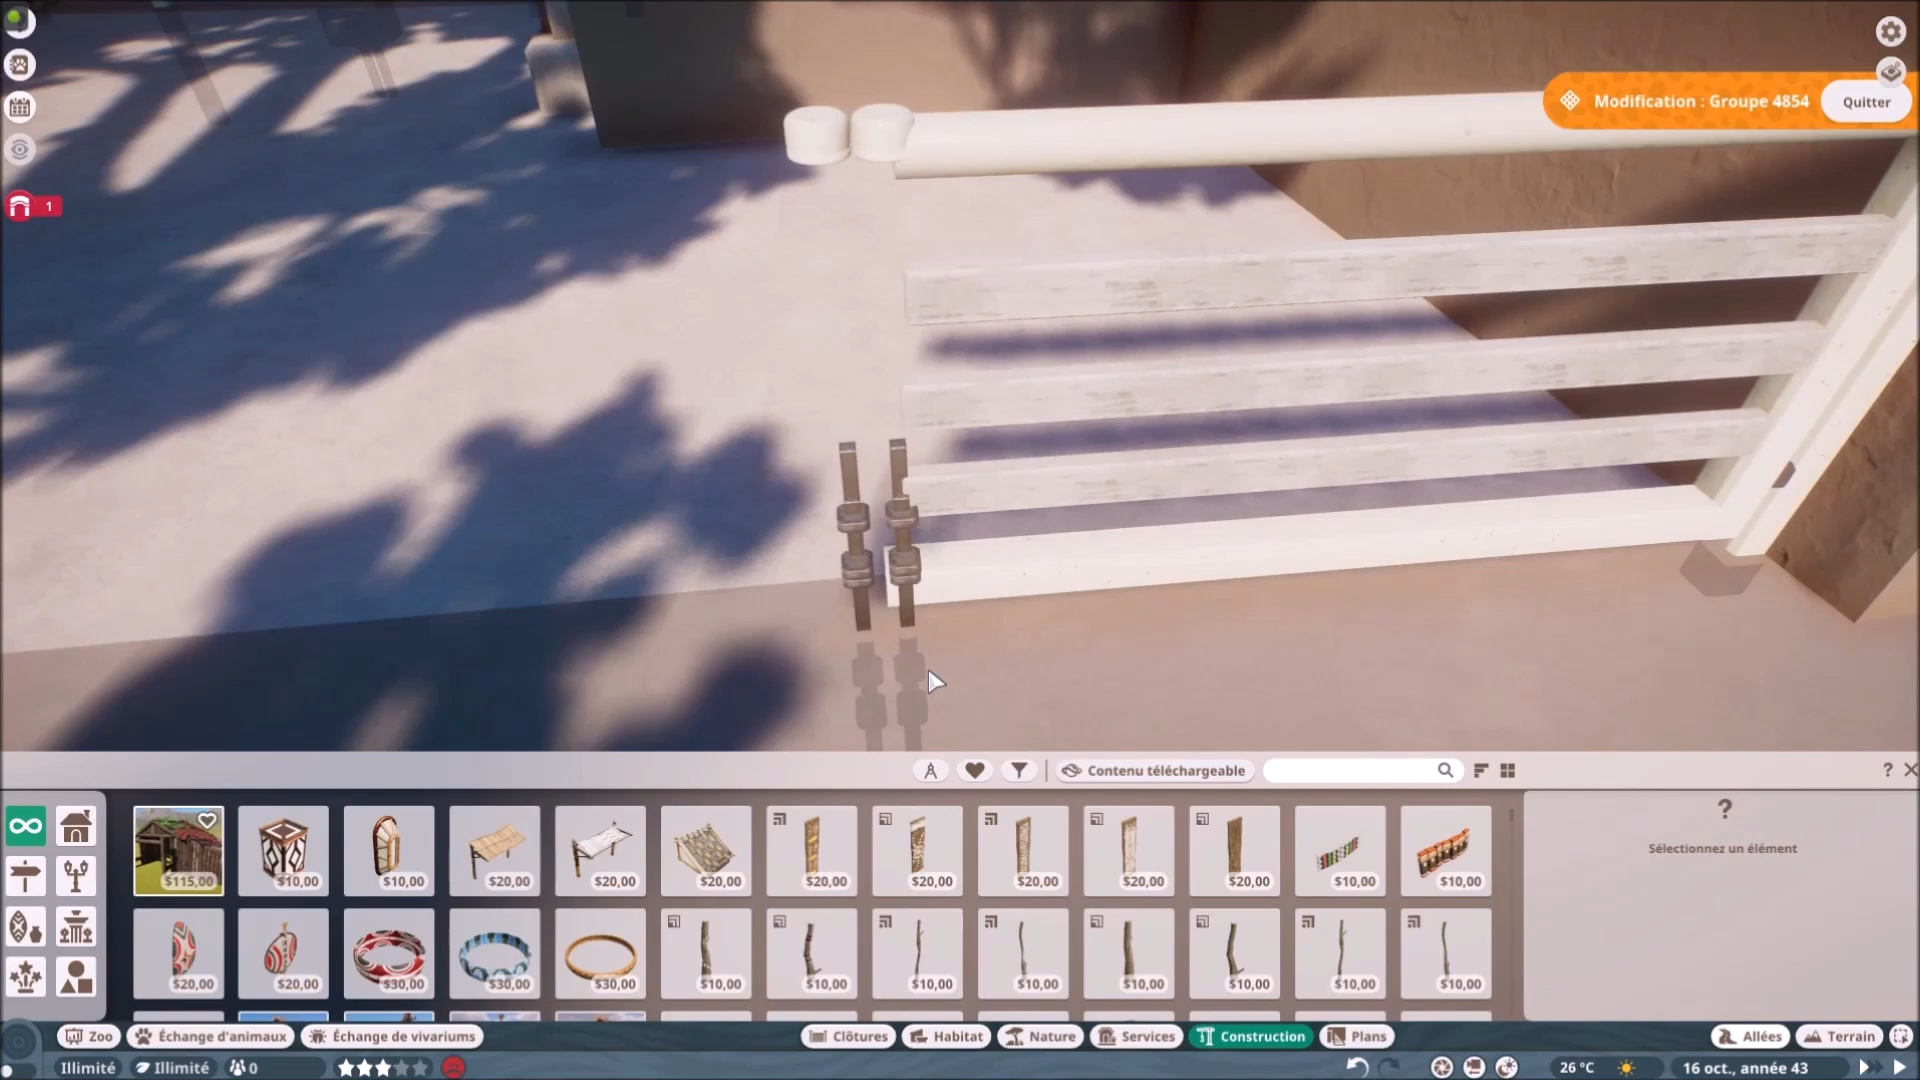 Modification : Groupe 4854
Quitter
1
Contenu téléchargeable
?
$115,00
$10,00
$10,00
$20,00
$20,00
$20,00
$20,00
$20,00
$20,00
$20,00
$20,00
$10,00
$10,00
?
Sélectionnez un élément
$20,00
$20,00
$30,00
$30,00
$30,00
$10,00
$10,00
$10,00
$10,00
$10,00
$10,00
$10,00
$10,00
Zoo
Échange d'animaux
Échange de vivariums
Clôtures
Habitat
Nature
Services
Construction
Plans
Allées
Terrain
Illimité
Illimité
0
26 °C
16 oct., année 43